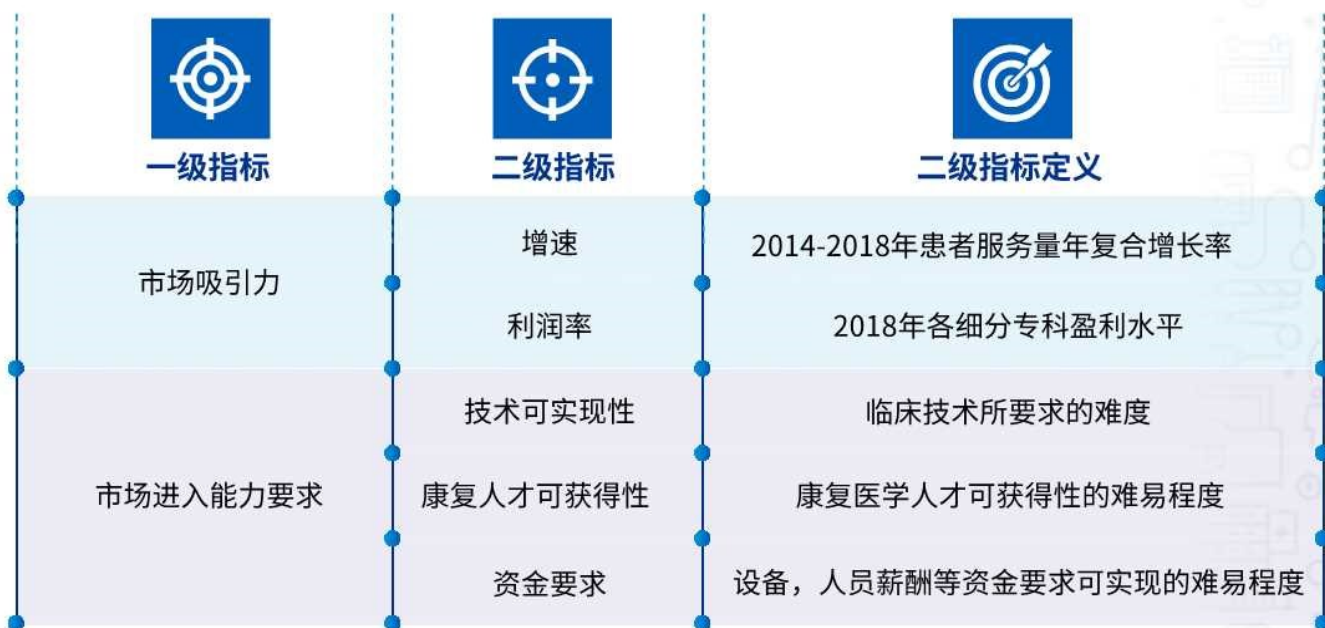 一级指标
二级指标
二级指标定义
市场吸引力
增速
2014-2018年患者服务量年复合增长率
利润率
2018年各细分专科盈利水平
市场进入能力要求
技术可实现性
临床技术所要求的难度
康复人才可获得性
康复医学人才可获得性的难易程度
资金要求
设备，人员薪酬等资金要求可实现的难易程度